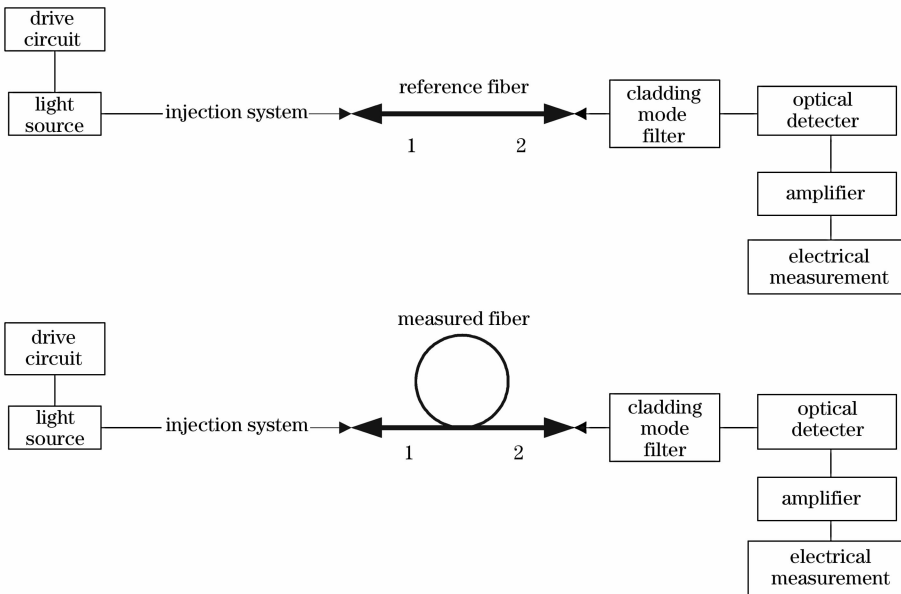 drive
circuit
light
source
injection system
reference fiber
1
2
cladding
mode
filter
optical
detecter
amplifier
electrical
measurement
drive
circuit
light
source
injection system
measured fiber
1
2
cladding
mode
filter
optical
detecter
amplifier
electrical
measurement